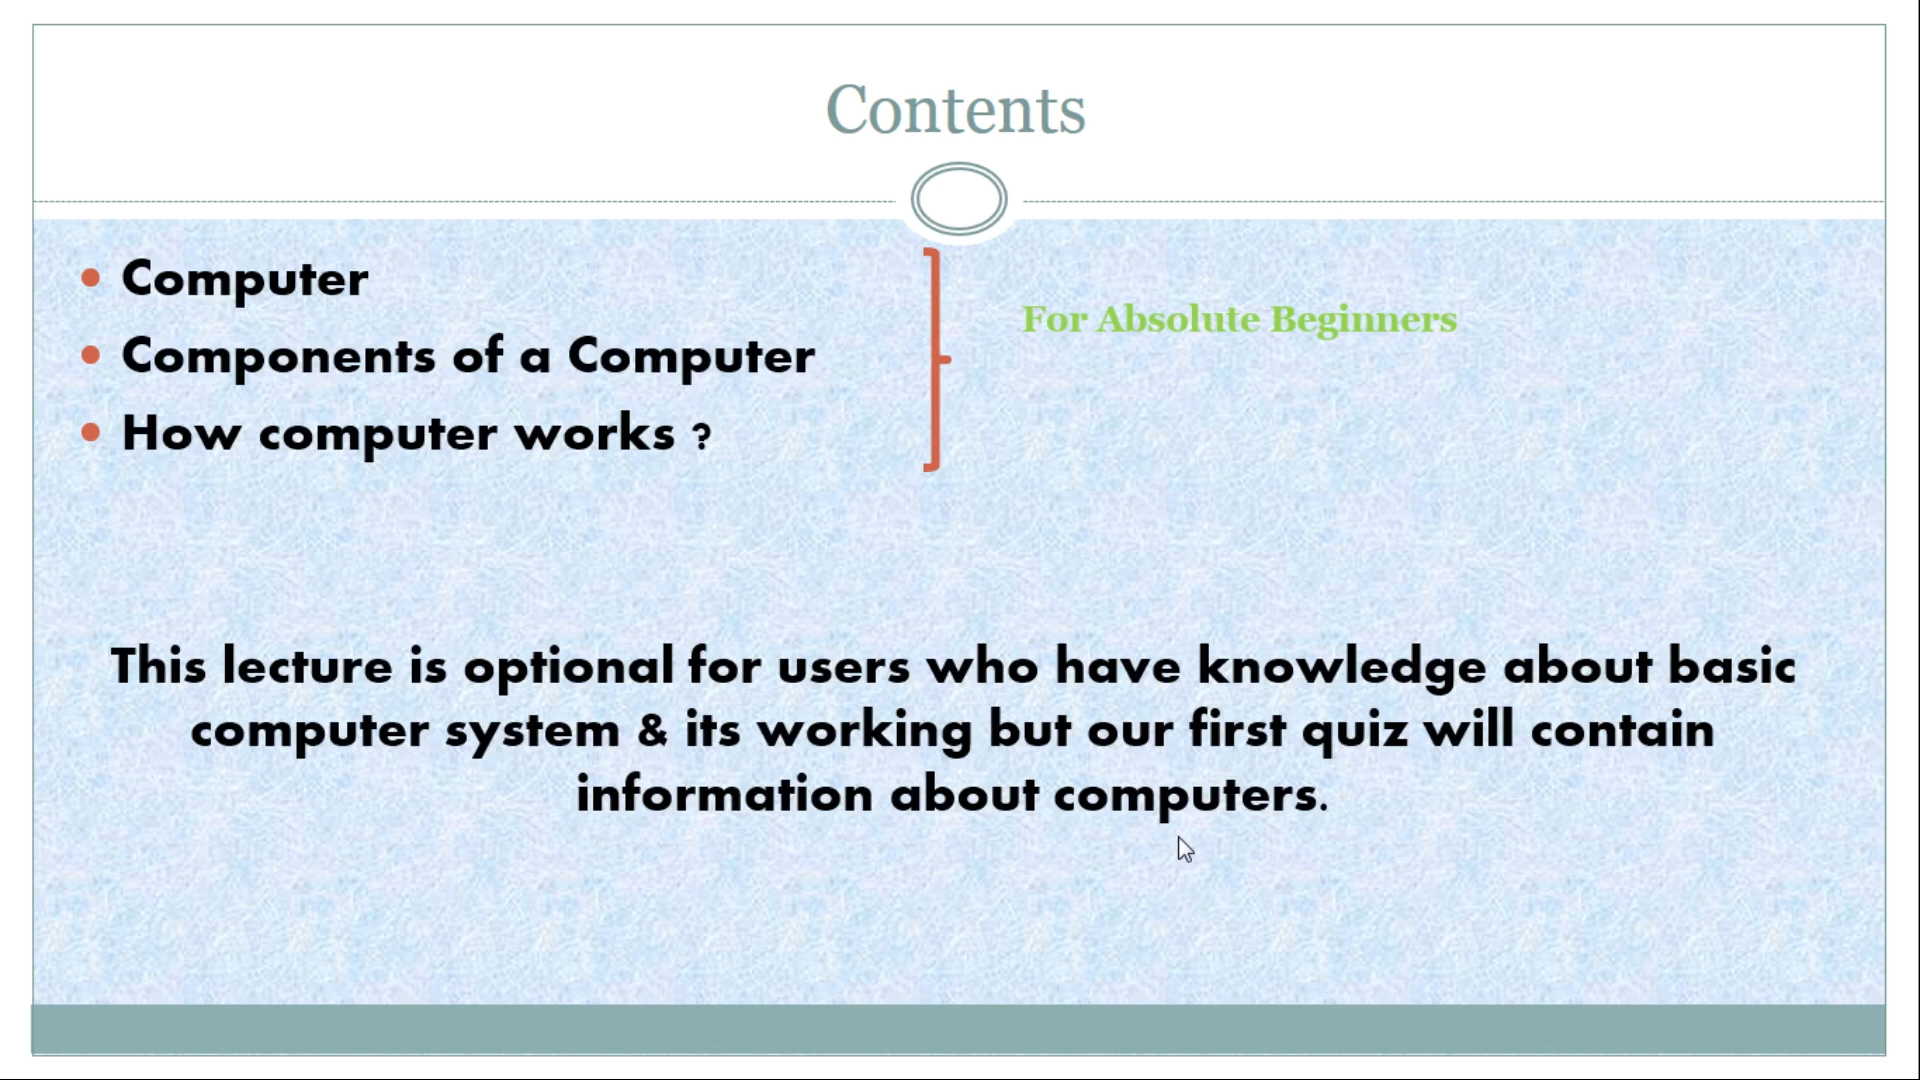 Contents
• Computer
• Components of a Computer
• How computer works ?
For Absolute Beginners
This lecture is optional for users who have knowledge about basic
computer system & its working but our first quiz will contain
information about computers.